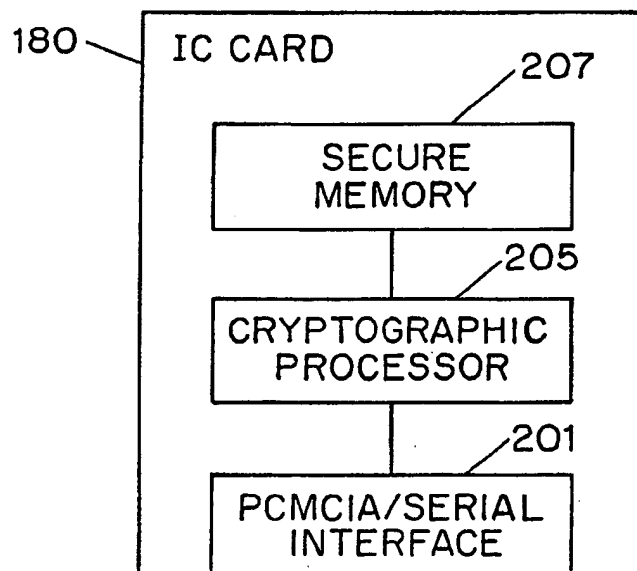 180
IC CARD
207
SECURE
MEMORY
205
CRYPTOGRAPHIC
PROCESSOR
201
PCMCIA/SERIAL
INTERFACE